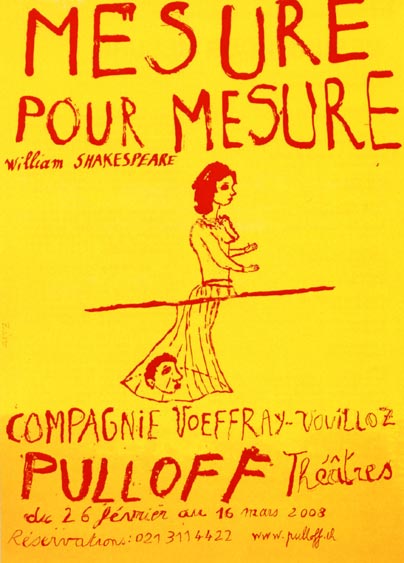 MESURE
POUR MESURE
William SHAKESPEARE
COMPAGNIE VOEFFRAY-VOUILLOZ
PULLOFF Théâtres
du 26 février au 16 mars 2003
Réservations: 021 311 44 22 www.pulloff.ch